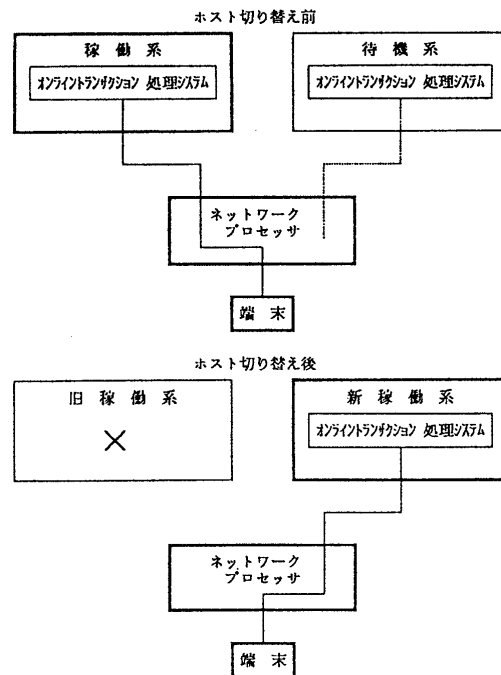 ホスト切り替え前
稼働系
待機系
オンライントランザクション 処理システム
オンライントランザクション 処理システム
ネットワーク
プロセッサ
端末
ホスト切り替え後
旧稼働系
新稼働系
×
オンライントランザクション 処理システム
ネットワーク
プロセッサ
端末